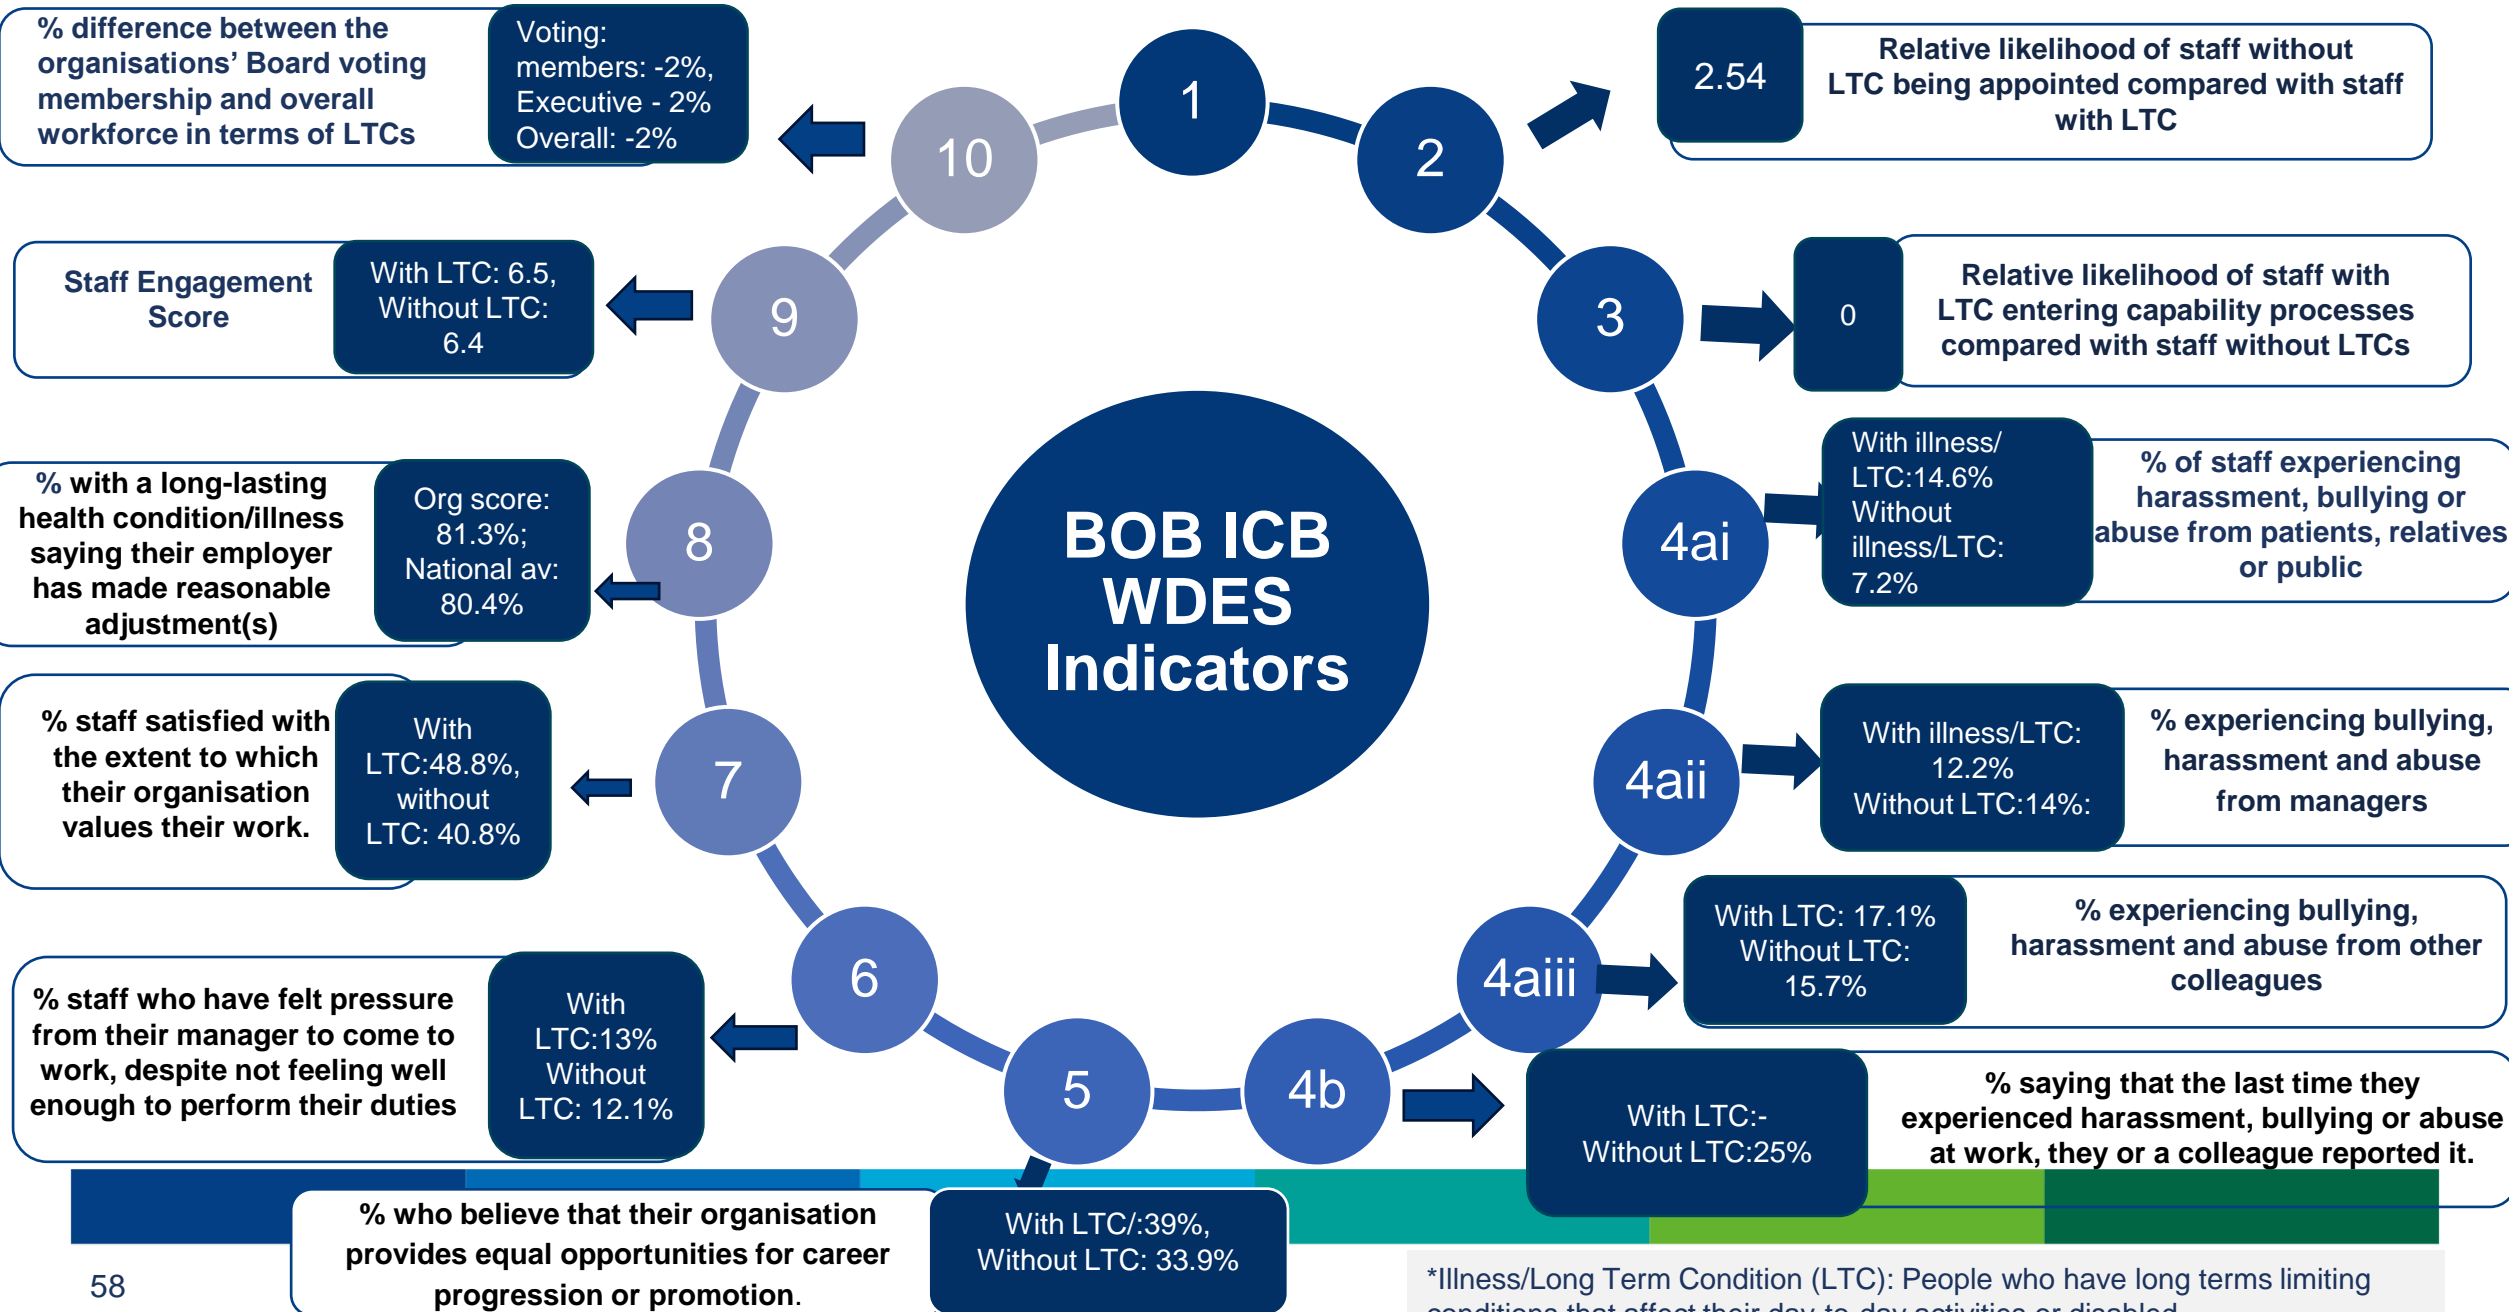 % difference between the
organisations’ Board voting
membership and overall
workforce in terms of LTCs
Voting:
members: -2%,
Executive - 2%
Overall: -2%
10
1
2
2.54
Relative likelihood of staff without
LTC being appointed compared with staff
with LTC
Staff Engagement
Score
With LTC: 6.5,
Without LTC:
6.4
9
3
0
Relative likelihood of staff with
LTC entering capability processes
compared with staff without LTCs
% with a long-lasting
health condition/illness
saying their employer
has made reasonable
adjustment(s)
Org score:
81.3%;
National av:
80.4%
8
BOB ICB
WDES
Indicators
4ai
With illness/
LTC:14.6%
Without
illness/LTC:
7.2%
% of staff experiencing
harassment, bullying or
abuse from patients, relatives
or public
% staff satisfied with
the extent to which
their organisation
values their work.
With
LTC:48.8%,
without
LTC: 40.8%
7
4aii
With illness/LTC:
12.2%
Without LTC:14%:
% experiencing bullying,
harassment and abuse
from managers
% staff who have felt pressure
from their manager to come to
work, despite not feeling well
enough to perform their duties
With
LTC:13%
Without
LTC: 12.1%
6
4aiii
With LTC: 17.1%
Without LTC:
15.7%
% experiencing bullying,
harassment and abuse from other
colleagues
5
4b
With LTC:-
Without LTC:25%
% saying that the last time they
experienced harassment, bullying or abuse
at work, they or a colleague reported it.
% who believe that their organisation
provides equal opportunities for career
progression or promotion.
With LTC/:39%,
Without LTC: 33.9%
58
*Illness/Long Term Condition (LTC): People who have long terms limiting
conditions that affect their day-to-day activities or disabled